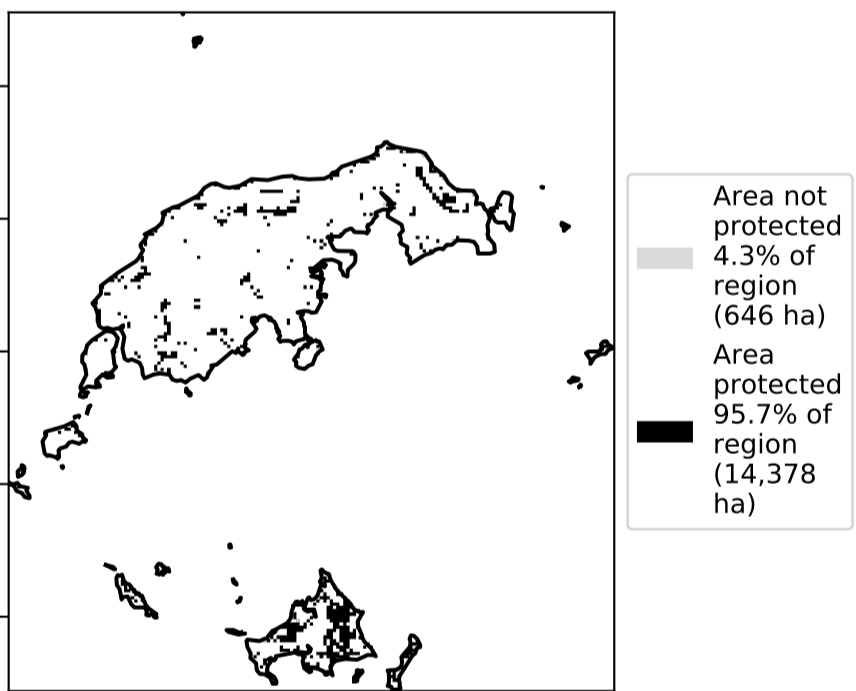 Area not
protected
4.3% of
region
(646 ha)
Area
protected
95.7% of
region
(14,378
ha)